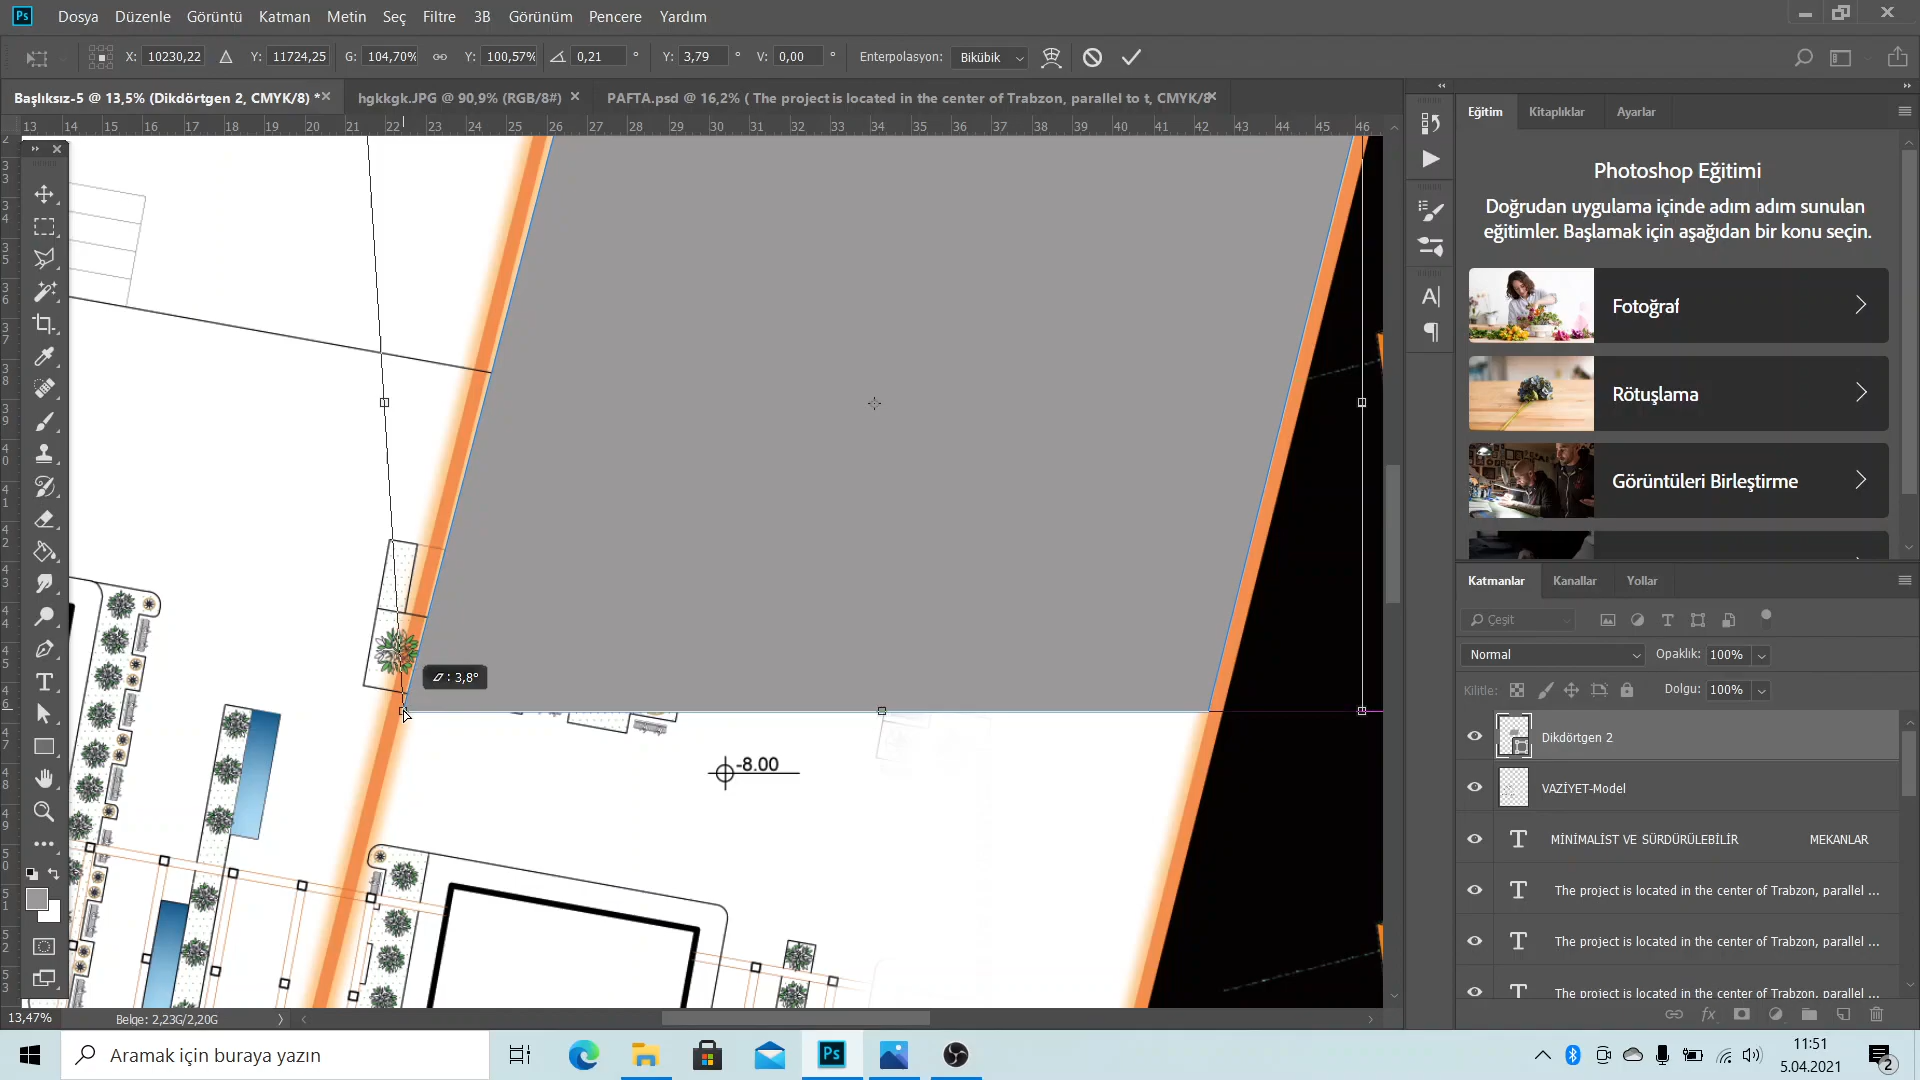 Ps Dosya Düzenle Görüntü Katman Metin Seç Filtre 3B Görünüm Pencere Yardım
X: 10230,22 Y: 11724,25 G: 104,70% Y: 100,57% 0,21 ° Y: 3,79 ° V: 0,00 ° Enterpolasyon: Bikübik
Başlıksız-5 @ 13,5% (Dikdörtgen 2, CMYK/8) * hgkkgk.JPG @ 90,9% (RGB/8#) PAFTA.psd @ 16,2% ( The project is located in the center of Trabzon, parallel to t, CMYK/8
13 14 15 16 17 18 19 20 21 22 23 24 25 26 27 28 29 30 31 32 33 34 35 36 37 38 39 40 41 42 43 44 45 46
Eğitim Kitaplıklar Ayarlar
Photoshop Eğitimi
Doğrudan uygulama içinde adım adım sunulan
eğitimler. Başlamak için aşağıdan bir konu seçin.
Fotoğraf
Rötuşlama
Görüntüleri Birleştirme
Katmanlar Kanallar Yollar
Çeşit
Normal Opaklık: 100%
Kilitle: Dolgu: 100%
Dikdörtgen 2
VAZİYET-Model
MİNİMALİST VE SÜRDÜRÜLEBİLİR MEKANLAR
The project is located in the center of Trabzon, parallel ...
The project is located in the center of Trabzon, parallel ...
The project is located in the center of Trabzon, parallel ...
: 3,8°
-8.00
13,47% Belge: 2,23G/2,20G
Aramak için buraya yazın
Ps
11:51
5.04.2021
2